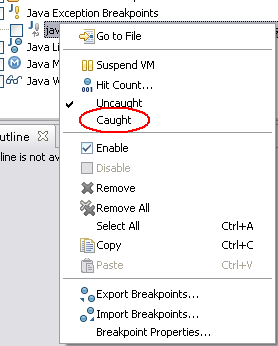 Java Exception Breakpoints
Go to File
Java Li
Suspend VM
Java M
Hit Count...
Java W
Uncaught
Caught
utline
Enable
line is not av
Disable
Remove
Remove All
Select All Ctrl+A
Copy Ctrl+C
Paste Ctrl+V
Export Breakpoints...
Import Breakpoints...
Breakpoint Properties...